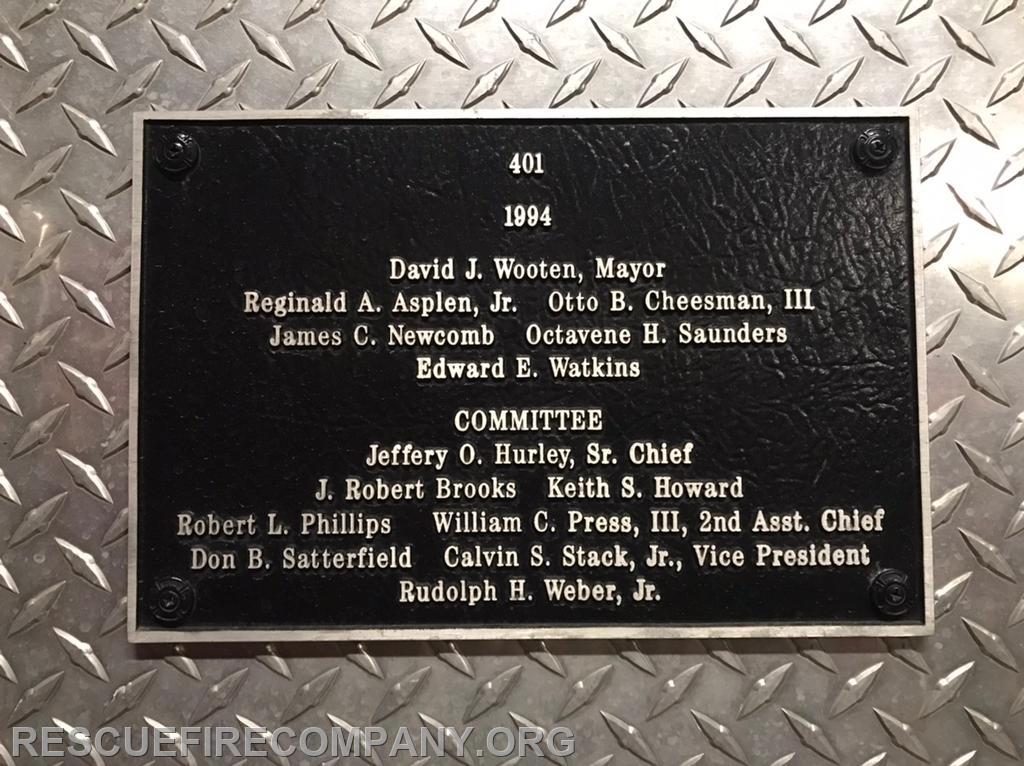 401
1994
David J. Wooten, Mayor
Reginald A. Asplen, Jr. Otto B. Cheesman, III
James C. Newcomb Octavene H. Saunders
Edward E. Watkins
COMMITTEE
Jeffery O. Hurley, Sr. Chief
J. Robert Brooks Keith S. Howard
Robert L. Phillips William C. Press, III, 2nd Asst. Chief
Don B. Satterfield Calvin S. Stack, Jr., Vice President
Rudolph H. Weber, Jr.
RESCUEFIRECOMPANY.ORG